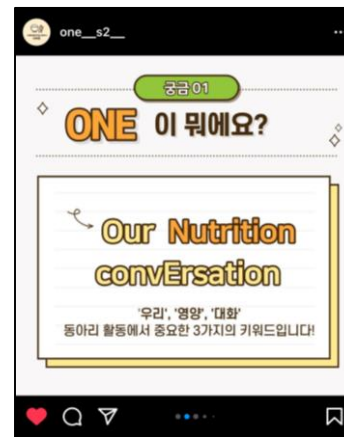 one__s2__
궁금 01
ONE 이 뭐에요?
Our Nutrition
convErsation
'우리', '영양', '대화'
동아리 활동에서 중요한 3가지의 키워드입니다!